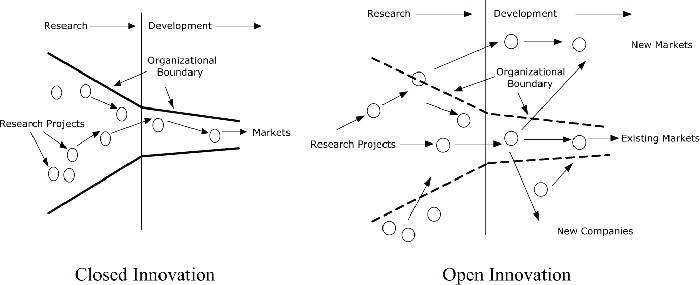 Research
Development
Organizational
Boundary
Research Projects
Markets
Closed Innovation
Research
Development
New Markets
Organizational
Boundary
Research Projects
Existing Markets
New Companies
Open Innovation